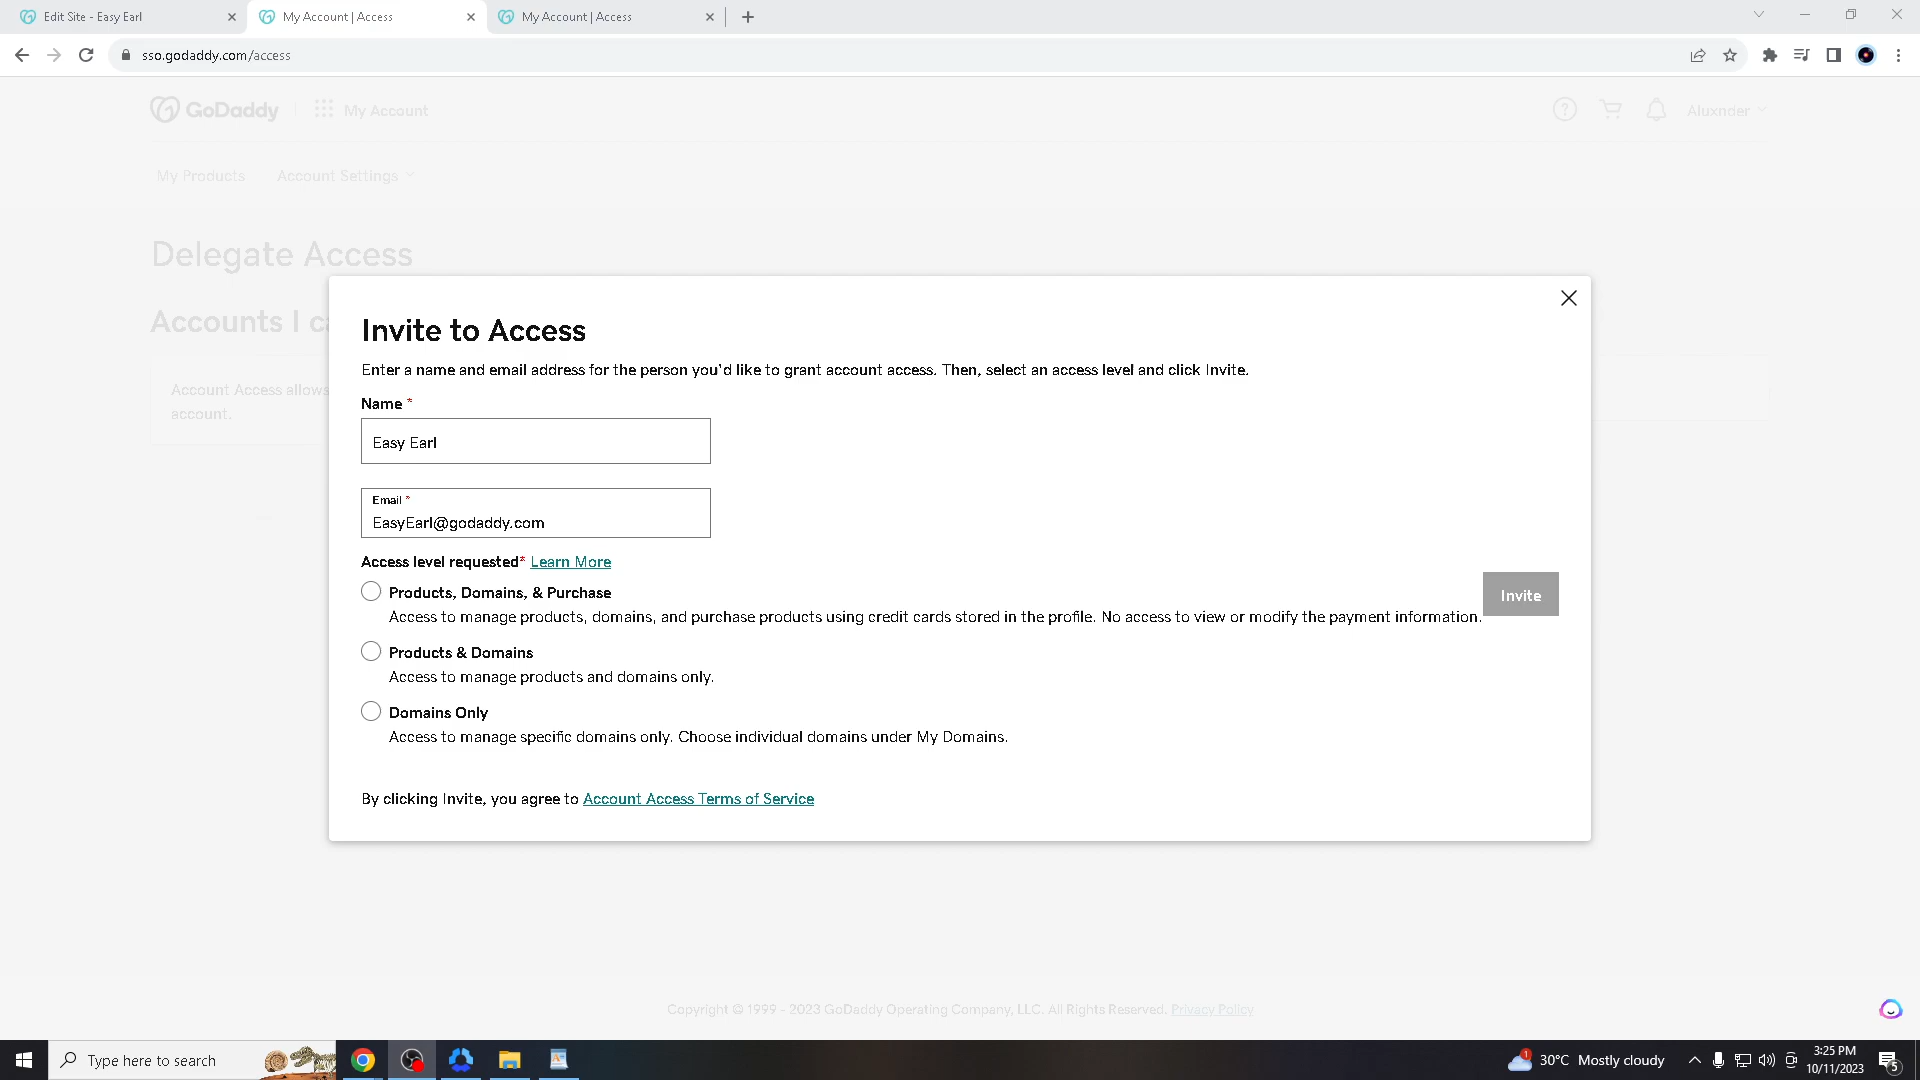 Edit Site - Easy Earl
My Account | Access
My Account | Access
sso.godaddy.com/access
GoDaddy
My Account
Aluxnder
My Products
Account Settings
Delegate Access
Accounts I ca
Account Access allows
account.
Invite to Access
Enter a name and email address for the person you'd like to grant account access. Then, select an access level and click Invite.
Name *
Easy Earl
Email *
EasyEarl@godaddy.com
Access level requested* Learn More
Products, Domains, & Purchase
Access to manage products, domains, and purchase products using credit cards stored in the profile. No access to view or modify the payment information.
Invite
Products & Domains
Access to manage products and domains only.
Domains Only
Access to manage specific domains only. Choose individual domains under My Domains.
By clicking Invite, you agree to Account Access Terms of Service
Copyright © 1999 - 2023 GoDaddy Operating Company, LLC. All Rights Reserved. Privacy Policy
Type here to search
1
30°C Mostly cloudy
3:25 PM
10/11/2023
5